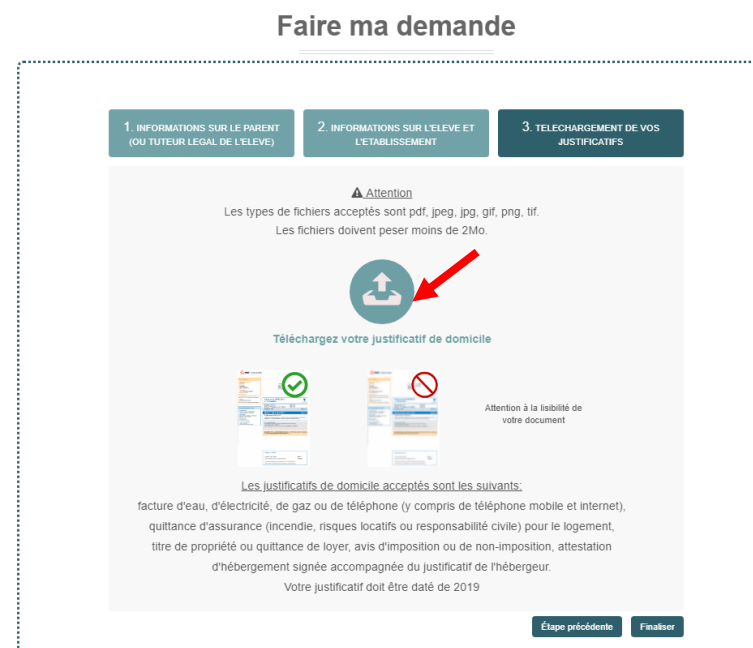 Faire ma demande
1. INFORMATIONS SUR LE PARENT
(OU TUTEUR LEGAL DE L'ELEVE)
2. INFORMATIONS SUR L'ELEVE ET
L'ETABLISSEMENT
3. TELECHARGEMENT DE VOS
JUSTIFICATIFS
Attention
Les types de fichiers acceptés sont pdf, jpeg, jpg, gif, png, tif.
Les fichiers doivent peser moins de 2Mo.
Téléchargez votre justificatif de domicile
Attention à la lisibilité de
votre document
Les justificatifs de domicile acceptés sont les suivants:
facture d'eau, d'électricité, de gaz ou de téléphone (y compris de téléphone mobile et internet),
quittance d'assurance (incendie, risques locatifs ou responsabilité civile) pour le logement,
titre de propriété ou quittance de loyer, avis d'imposition ou de non-imposition, attestation
d'hébergement signée accompagnée du justificatif de l'hébergeur.
Votre justificatif doit être daté de 2019
Étape précédente
Finaliser